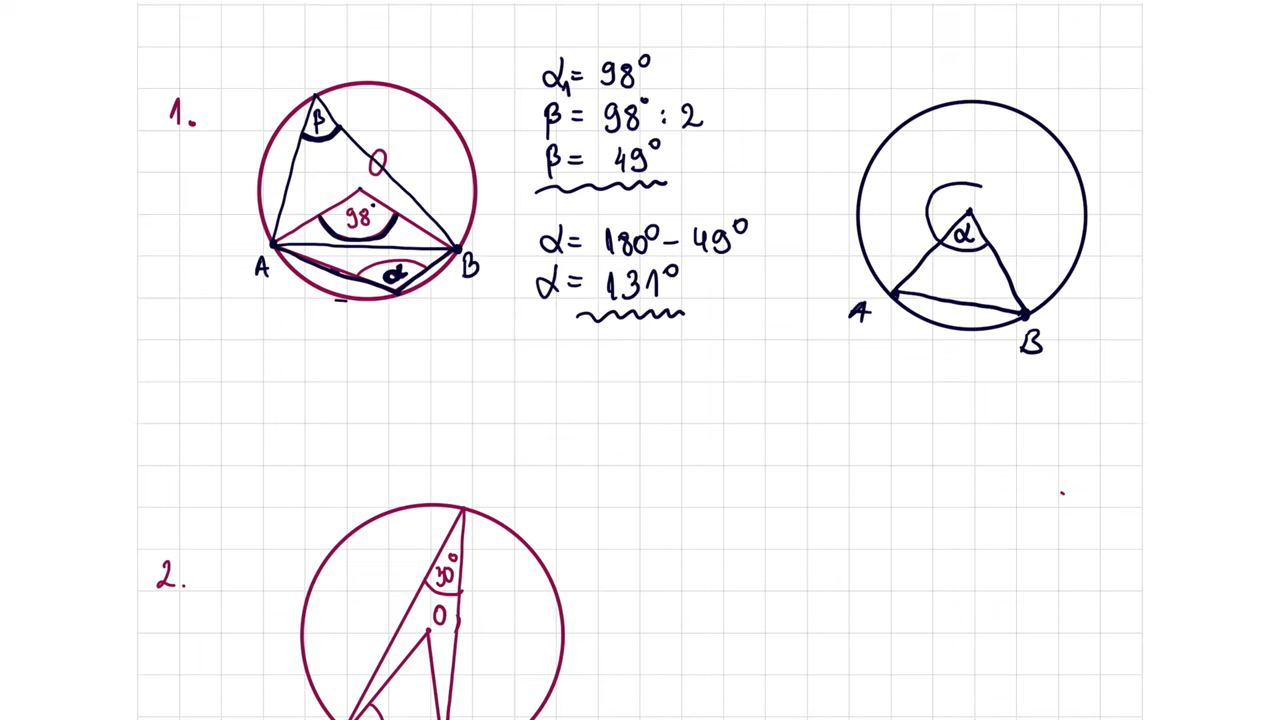 1.
β
O
98°
A
α
B
α₁= 98°
β = 98° : 2
β = 49°
α = 180° - 49°
α = 131°
α
A
B
2.
30°
O